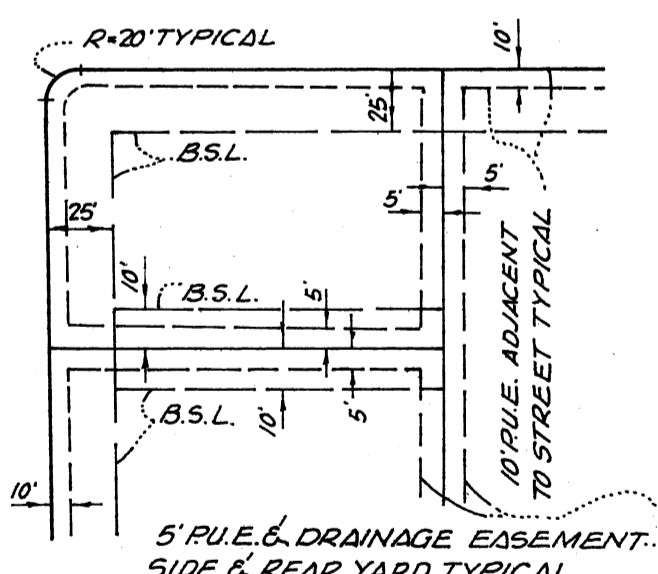 R=20' TYPICAL
10'
25'
B.S.L.
5'
5'
25'
10'
B.S.L.
5'
10' P.U.E. ADJACENT
TO STREET TYPICAL
B.S.L.
10'
5'
10'
5' P.U.E. & DRAINAGE EASEMENT
SIDE & REAR YARD TYPICAL